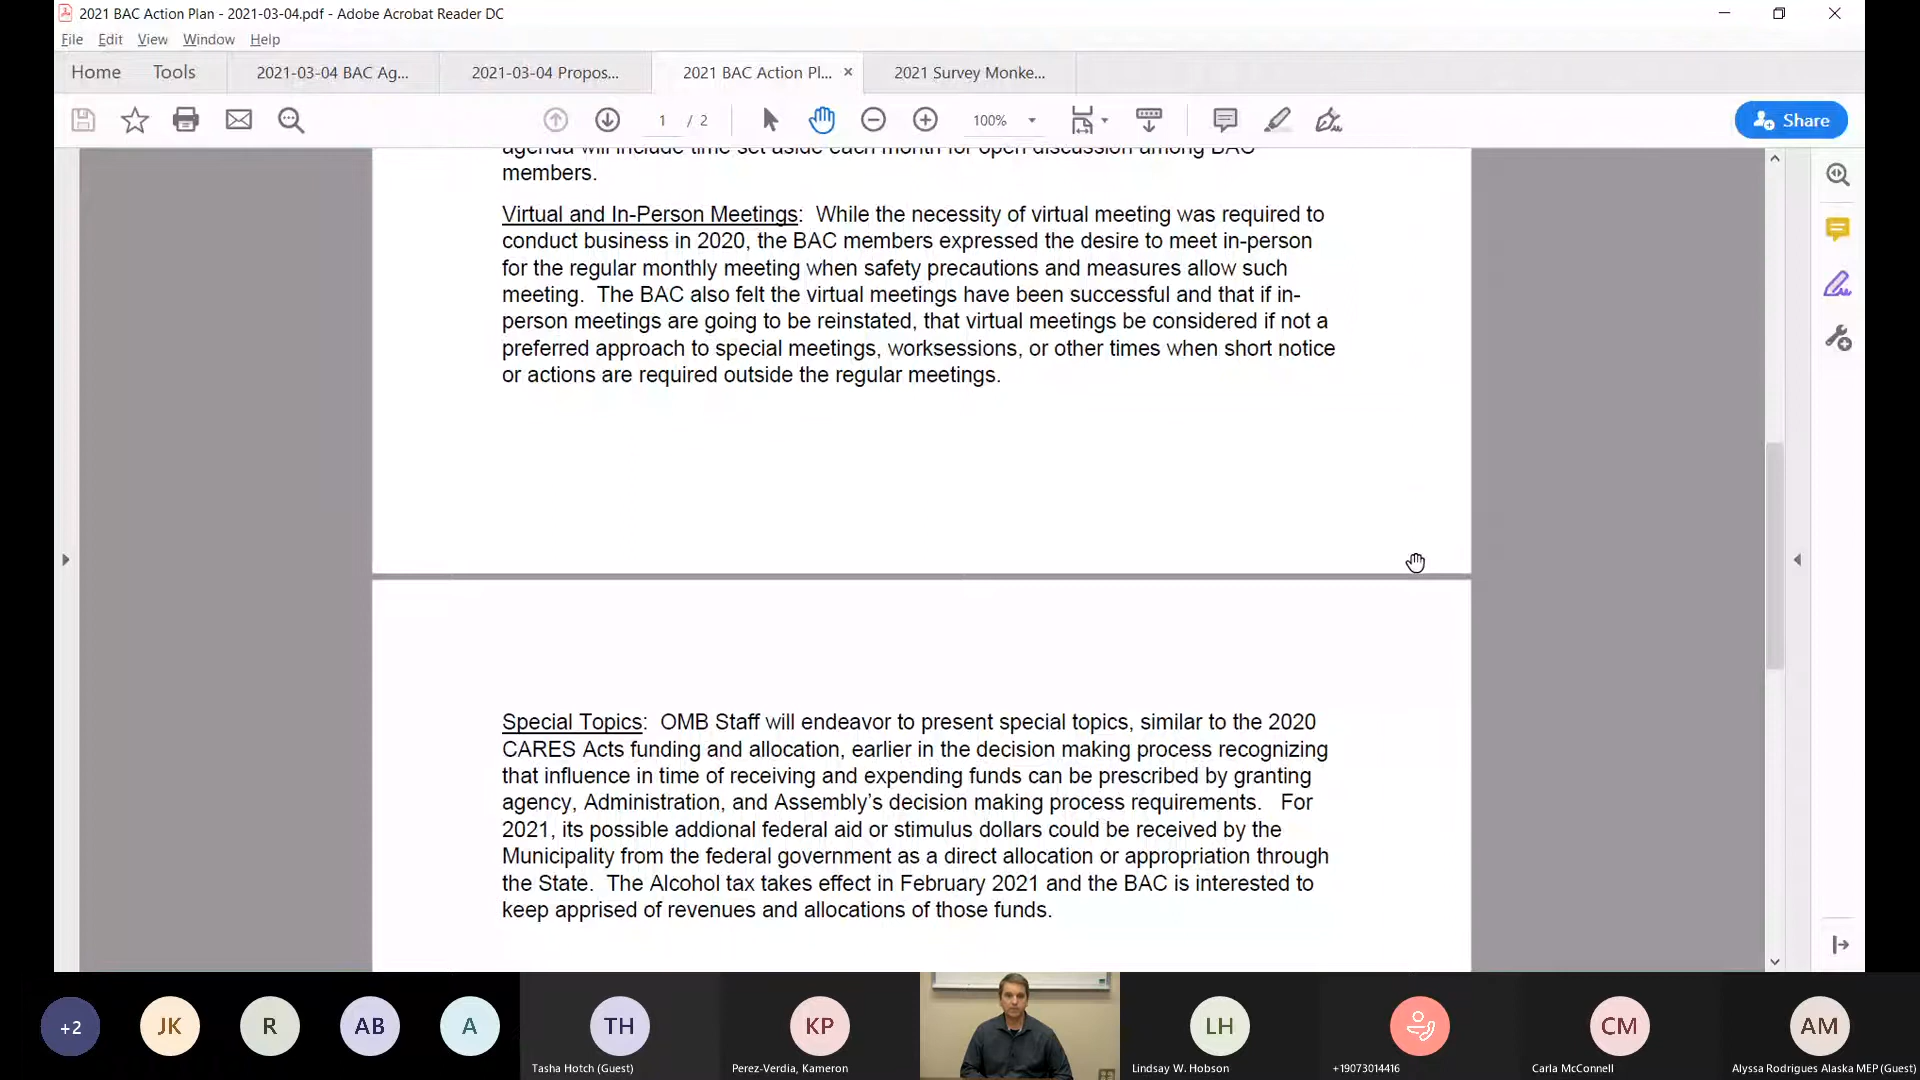 2021 BAC Action Plan - 2021-03-04.pdf - Adobe Acrobat Reader DC
File Edit View Window Help
Home Tools 2021-03-04 BAC Ag... 2021-03-04 Propos... 2021 BAC Action Pl... 2021 Survey Monke...
1 / 2 100% Share
agenda will include time set aside each month for open discussion among BAC
members.
Virtual and In-Person Meetings: While the necessity of virtual meeting was required to
conduct business in 2020, the BAC members expressed the desire to meet in-person
for the regular monthly meeting when safety precautions and measures allow such
meeting. The BAC also felt the virtual meetings have been successful and that if in-
person meetings are going to be reinstated, that virtual meetings be considered if not a
preferred approach to special meetings, worksessions, or other times when short notice
or actions are required outside the regular meetings.
Special Topics: OMB Staff will endeavor to present special topics, similar to the 2020
CARES Acts funding and allocation, earlier in the decision making process recognizing
that influence in time of receiving and expending funds can be prescribed by granting
agency, Administration, and Assembly's decision making process requirements. For
2021, its possible addional federal aid or stimulus dollars could be received by the
Municipality from the federal government as a direct allocation or appropriation through
the State. The Alcohol tax takes effect in February 2021 and the BAC is interested to
keep apprised of revenues and allocations of those funds.
+2 JK R AB A TH KP LH CM AM
Tasha Hotch (Guest) Perez-Verdia, Kameron Lindsay W. Hobson +19073014416 Carla McConnell Alyssa Rodrigues Alaska MEP (Guest)